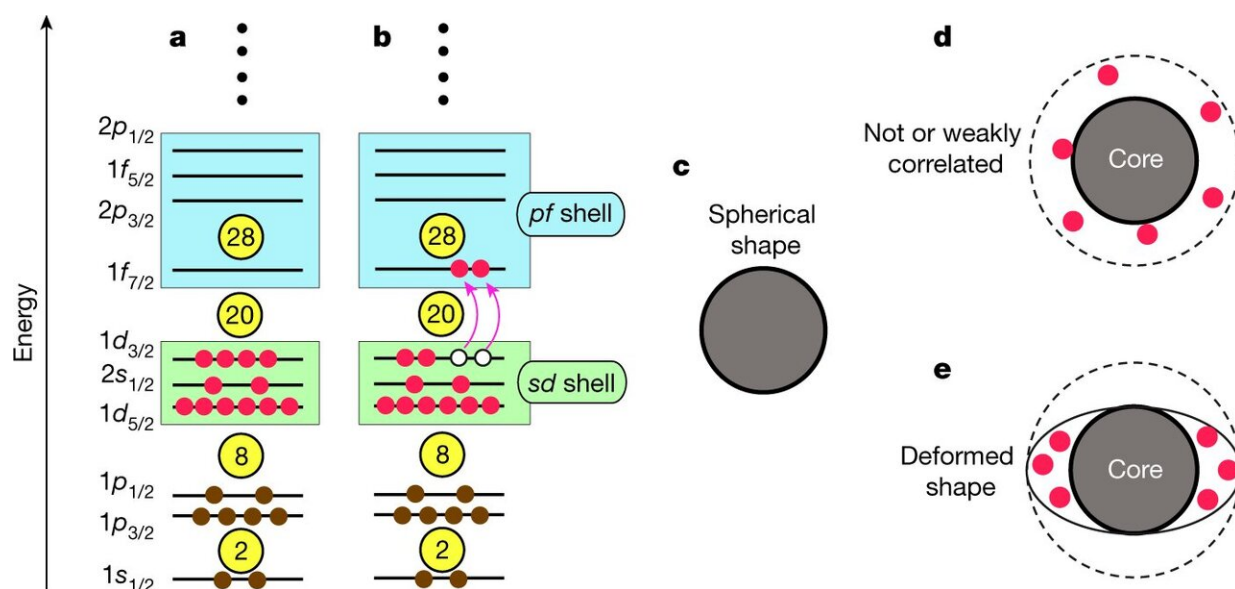 Energy
a
2p1/2
1f5/2
2p3/2
28
1f7/2
20
1d3/2
2s1/2
1d5/2
8
1p1/2
1p3/2
2
1s1/2
b
28
pf shell
20
sd shell
8
2
c
Spherical
shape
d
Not or weakly
correlated
Core
e
Deformed
shape
Core